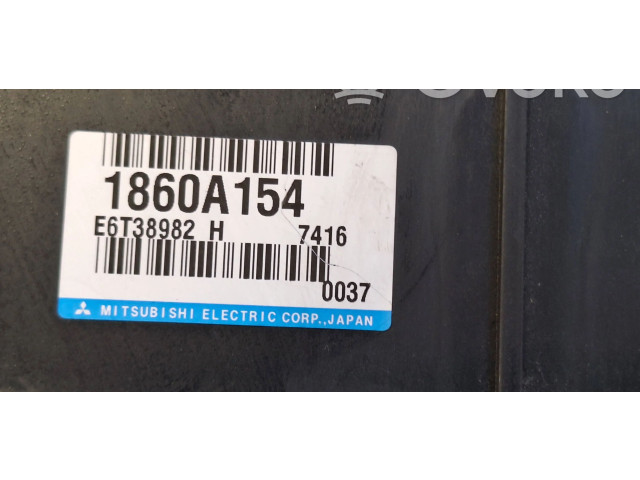 1860A154
E6T38982 H 7416
0037
MITSUBISHI ELECTRIC CORP.,JAPAN